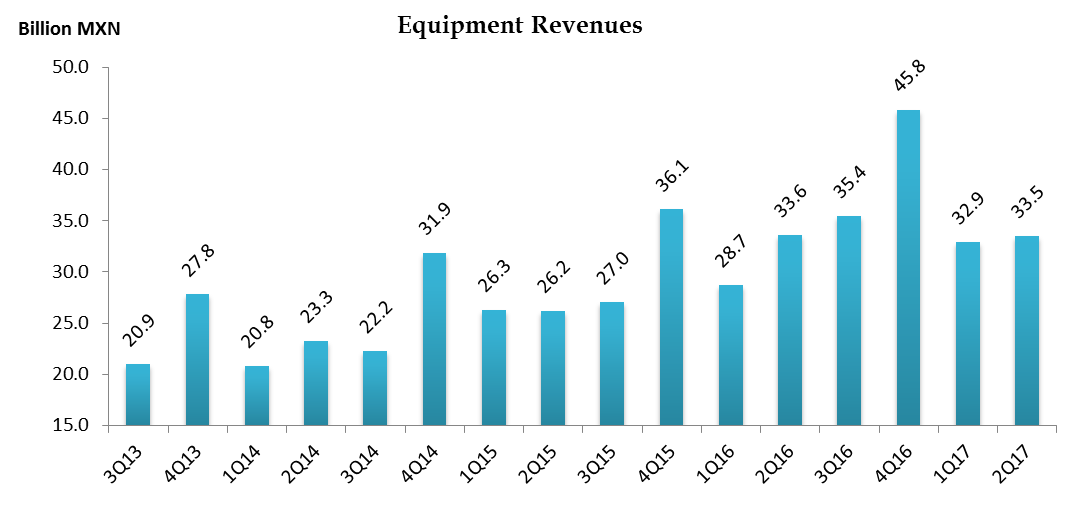 Billion MXN
Equipment Revenues
50.0
45.0
40.0
35.0
30.0
25.0
20.0
15.0
20.9
27.8
20.8
23.3
22.2
31.9
26.3
26.2
27.0
36.1
28.7
33.6
35.4
45.8
32.9
33.5
3Q13
4Q13
1Q14
2Q14
3Q14
4Q14
1Q15
2Q15
3Q15
4Q15
1Q16
2Q16
3Q16
4Q16
1Q17
2Q17